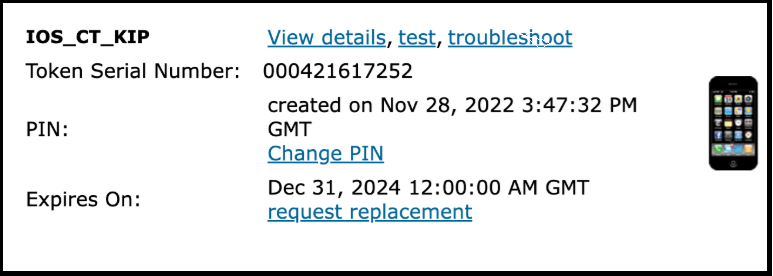 IOS_CT_KIP View details, test, troubleshoot
Token Serial Number: 000421617252
PIN: created on Nov 28, 2022 3:47:32 PM
GMT
Change PIN
Expires On: Dec 31, 2024 12:00:00 AM GMT
request replacement